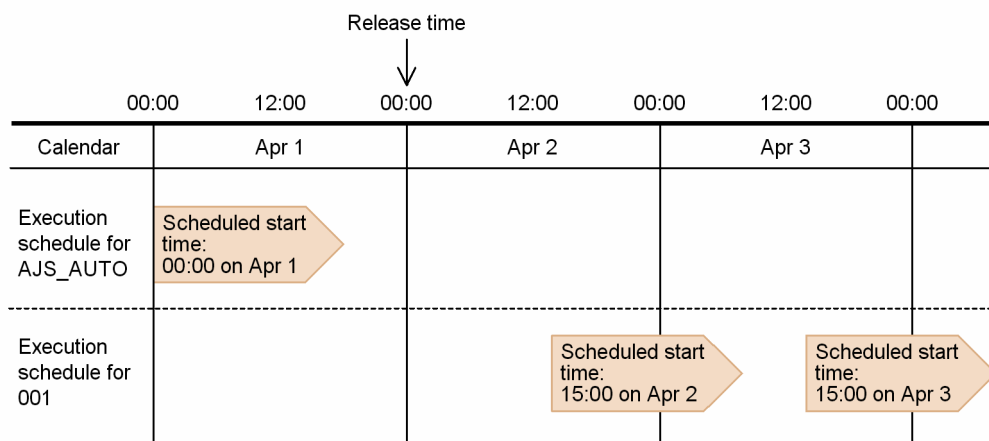 Release time
00:00 12:00 00:00 12:00 00:00 12:00 00:00
Calendar Apr 1 Apr 2 Apr 3
Execution
schedule for
AJS_AUTO
Scheduled start
time:
00:00 on Apr 1
Execution
schedule for
001
Scheduled start
time:
15:00 on Apr 2
Scheduled start
time:
15:00 on Apr 3